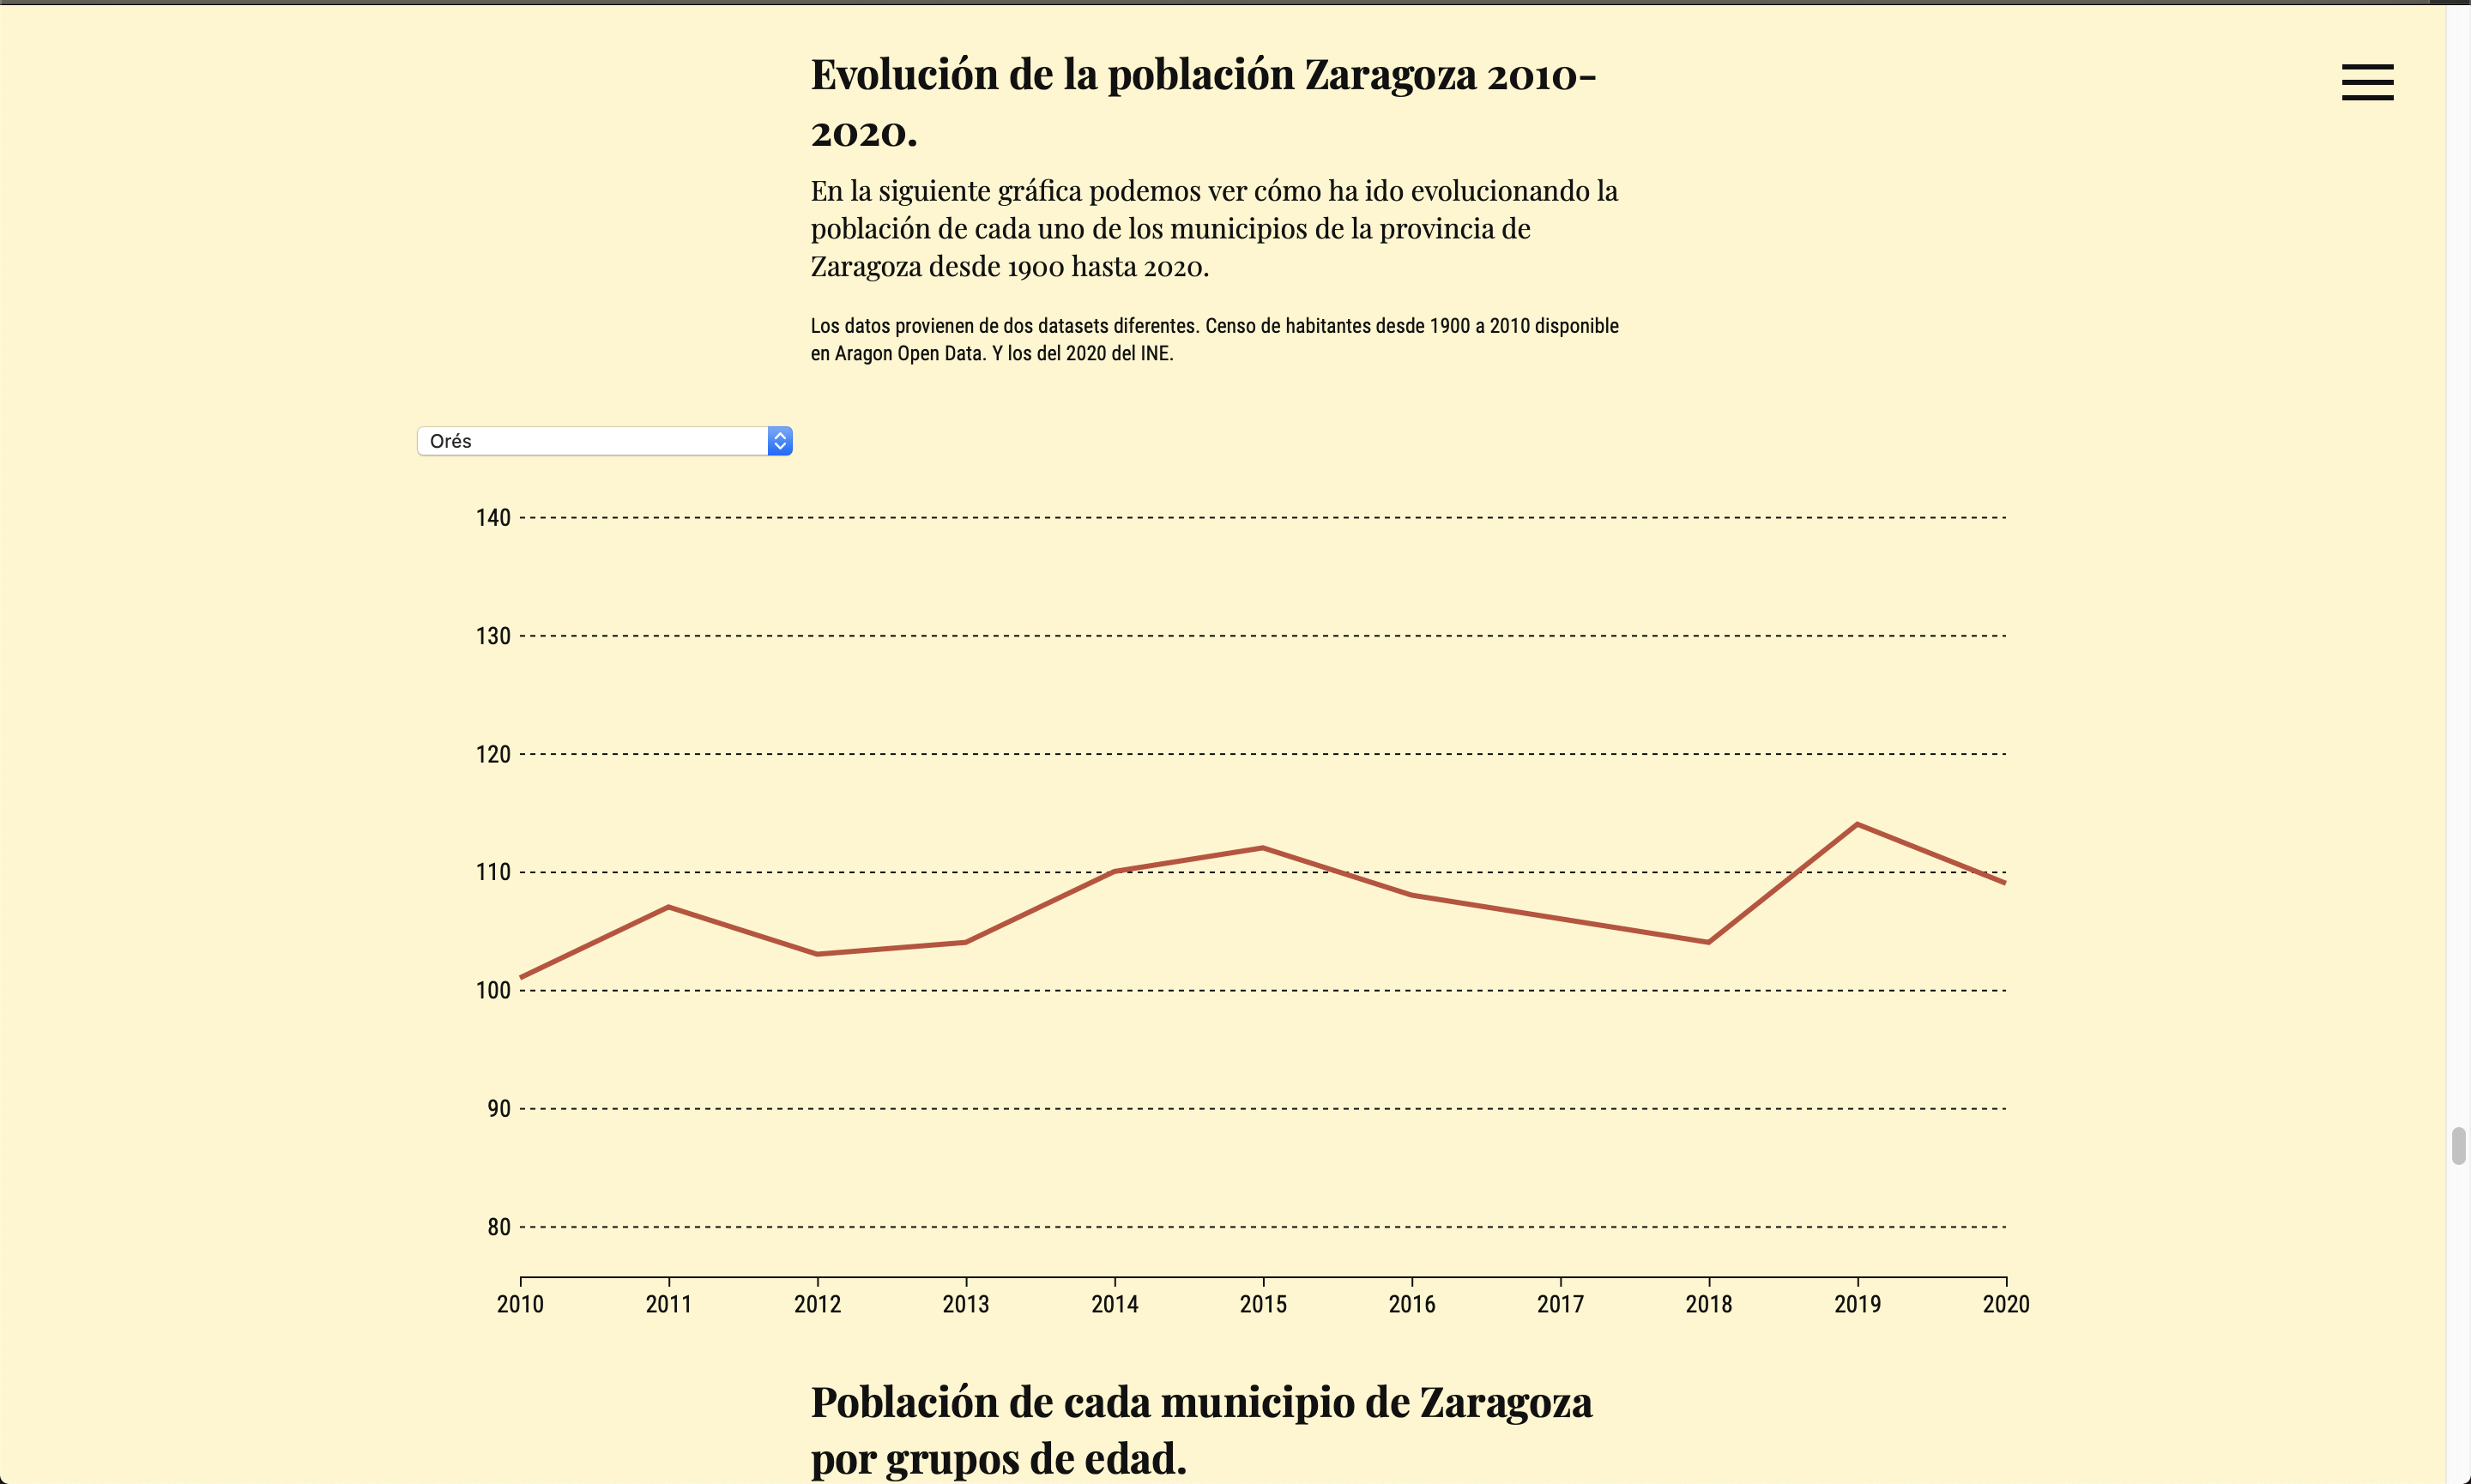 Evolución de la población Zaragoza 2010-
2020.
En la siguiente gráfica podemos ver cómo ha ido evolucionando la
población de cada uno de los municipios de la provincia de
Zaragoza desde 1900 hasta 2020.
Los datos provienen de dos datasets diferentes. Censo de habitantes desde 1900 a 2010 disponible
en Aragon Open Data. Y los del 2020 del INE.
Orés
140
130
120
110
100
90
80
2010 2011 2012 2013 2014 2015 2016 2017 2018 2019 2020
Población de cada municipio de Zaragoza
por grupos de edad.